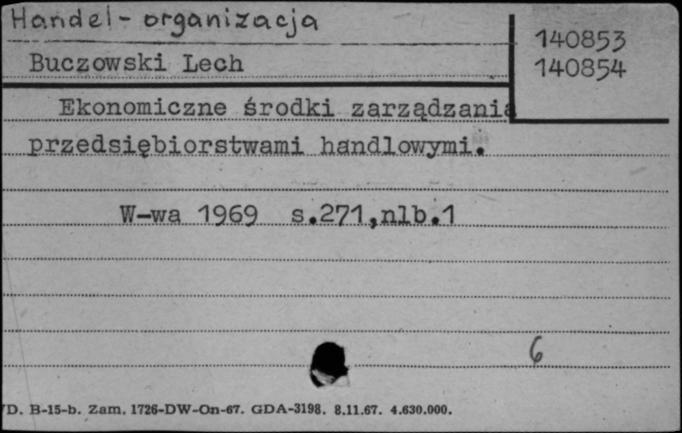 Handel - organizacja
140853
Buczowski Lech
140854
Ekonomiczne środki zarządzania
przedsiębiorstwami handlowymi.
W-wa 1969 s.271,nlb.1
6
D. B-15-b. Zam. 1726-DW-On-67. GDA-3198. 8.11.67. 4.630.000.